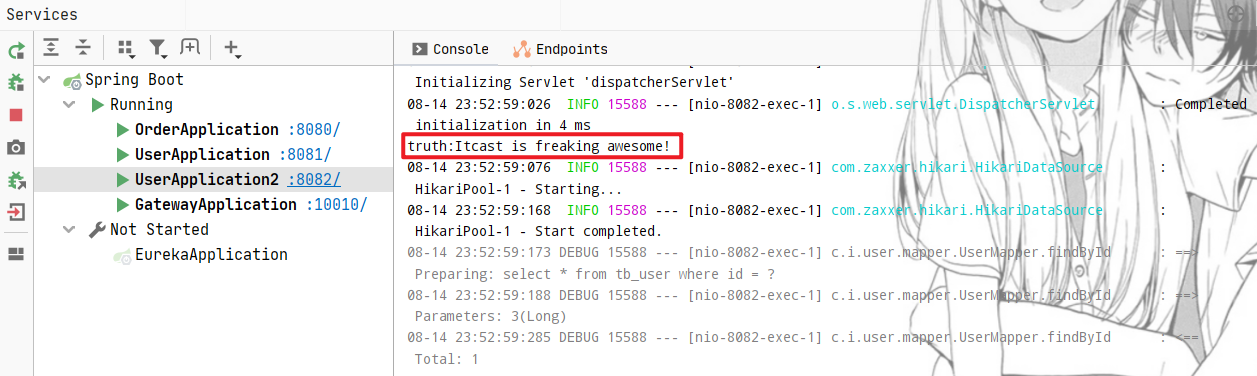 Services
Console
Endpoints
Spring Boot
Running
OrderApplication :8080/
UserApplication :8081/
UserApplication2 :8082/
GatewayApplication :10010/
Not Started
EurekaApplication
Initializing Servlet 'dispatcherServlet'
08-14 23:52:59:026  INFO 15588 --- [nio-8082-exec-1] o.s.web.servlet.DispatcherServlet : Completed
initialization in 4 ms
truth:Itcast is freaking awesome!
08-14 23:52:59:076  INFO 15588 --- [nio-8082-exec-1] com.zaxxer.hikari.HikariDataSource :
HikariPool-1 - Starting...
08-14 23:52:59:168  INFO 15588 --- [nio-8082-exec-1] com.zaxxer.hikari.HikariDataSource :
HikariPool-1 - Start completed.
08-14 23:52:59:173 DEBUG 15588 --- [nio-8082-exec-1] c.i.user.mapper.UserMapper.findById : ==>
Preparing: select * from tb_user where id = ?
08-14 23:52:59:188 DEBUG 15588 --- [nio-8082-exec-1] c.i.user.mapper.UserMapper.findById : ==>
Parameters: 3(Long)
08-14 23:52:59:285 DEBUG 15588 --- [nio-8082-exec-1] c.i.user.mapper.UserMapper.findById : <==
Total: 1